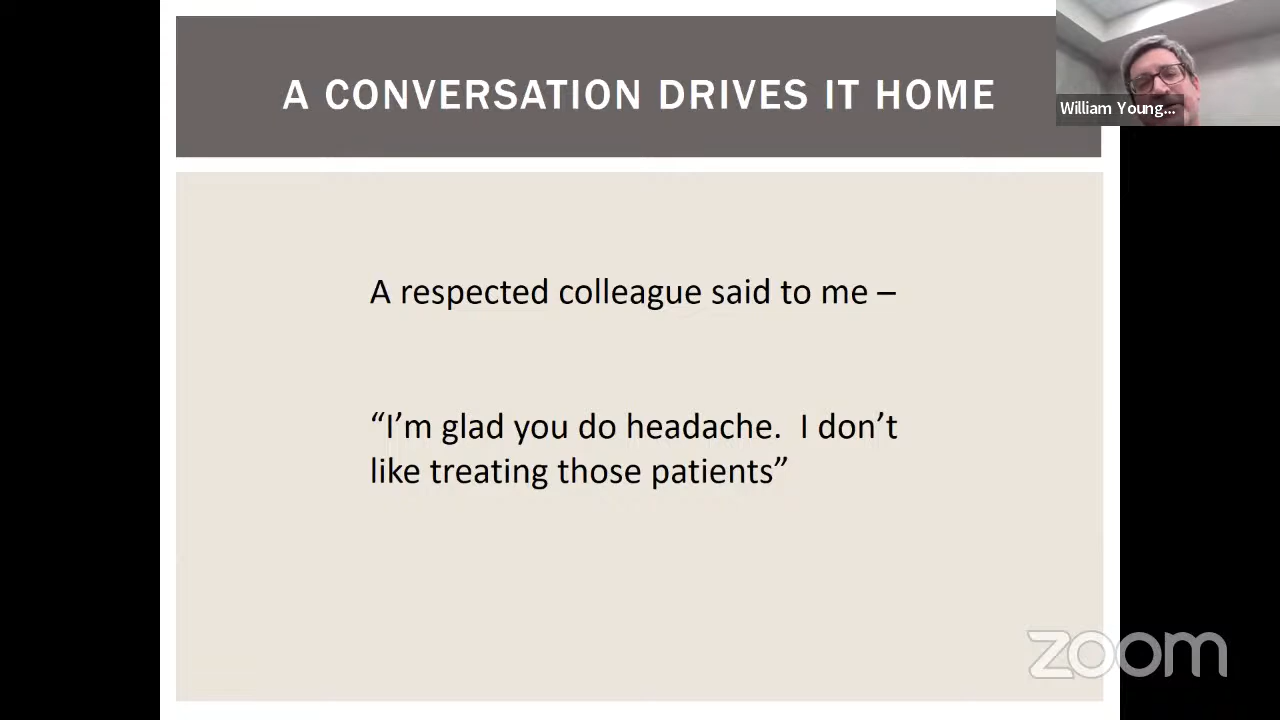 A CONVERSATION DRIVES IT HOME
William Young...
A respected colleague said to me –
“I’m glad you do headache.  I don’t
like treating those patients”
zoom